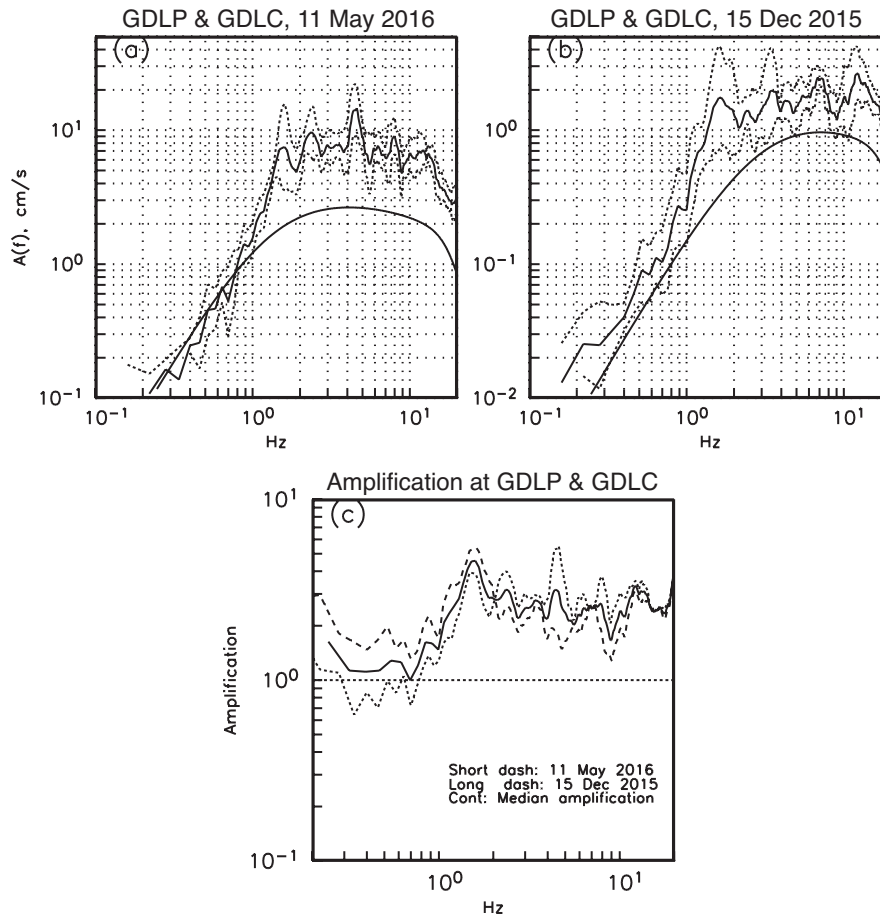 GDLP & GDLC, 11 May 2016
(a)
A(f), cm/s
10^1
10^0
10^-1
10^-1
10^0
10^1
Hz
GDLP & GDLC, 15 Dec 2015
(b)
10^0
10^-1
10^-2
10^-1
10^0
10^1
Hz
Amplification at GDLP & GDLC
(c)
Amplification
10^1
10^0
10^-1
Short dash: 11 May 2016
Long dash: 15 Dec 2015
Cont: Median amplification
10^0
10^1
Hz